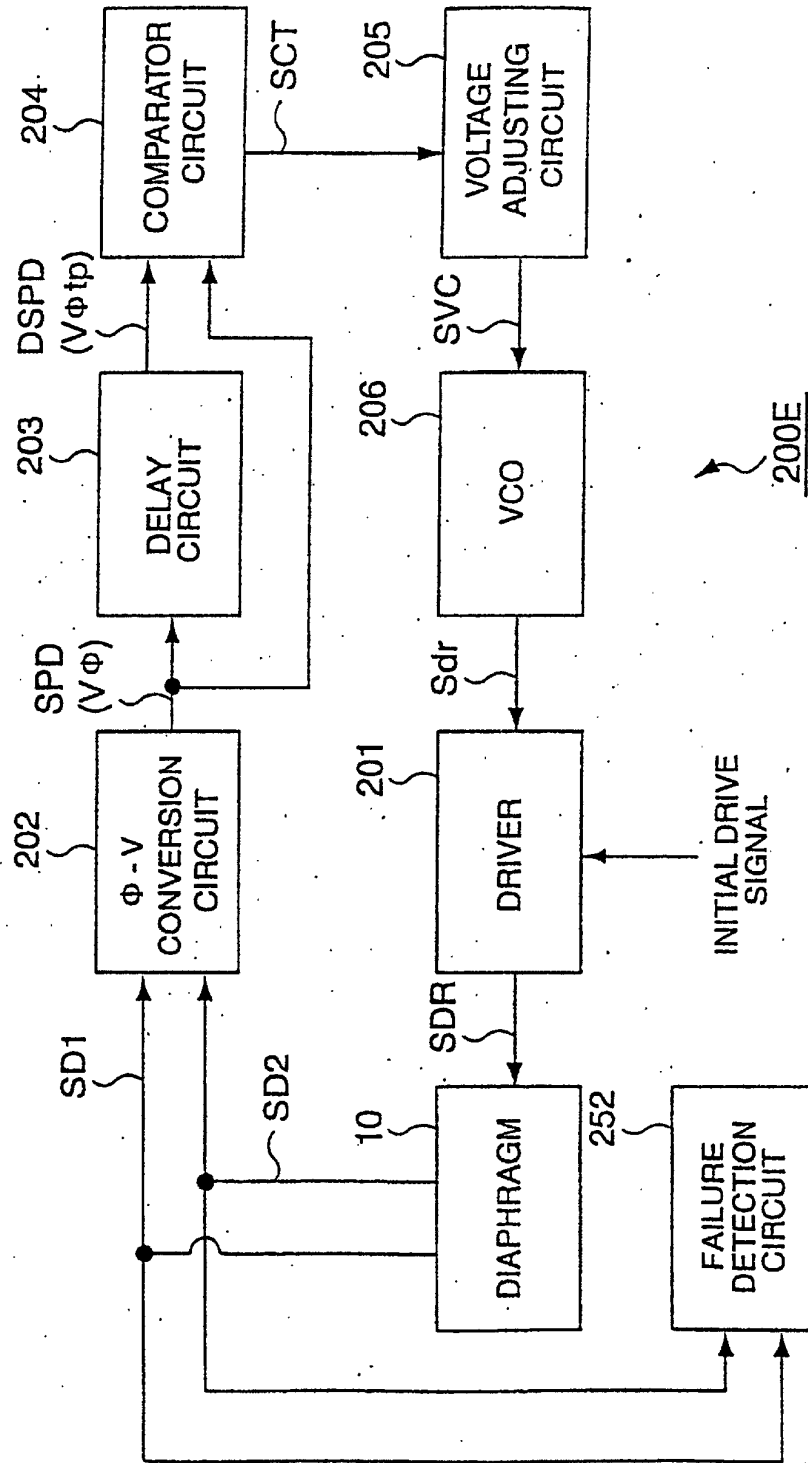 SD1
202
Φ - V
CONVERSION
CIRCUIT
SPD
(VΦ)
203
DELAY
CIRCUIT
DSPD
(VΦtp)
204
COMPARATOR
CIRCUIT
SD2
SCT
10
DIAPHRAGM
SDR
201
DRIVER
Sdr
206
VCO
SVC
205
VOLTAGE
ADJUSTING
CIRCUIT
252
FAILURE
DETECTION
CIRCUIT
INITIAL DRIVE
SIGNAL
200E